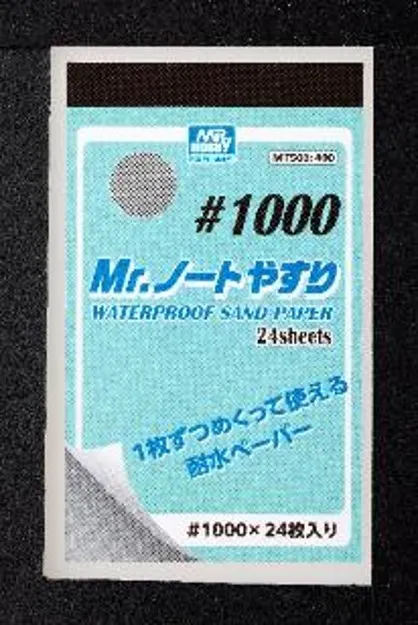 MR.
HOBBY
MT503:400
#1000
Mr.ノートやすり
WATERPROOF SAND PAPER
24sheets
1枚ずつめくって使える
耐水ペーパー
#1000×24枚入り